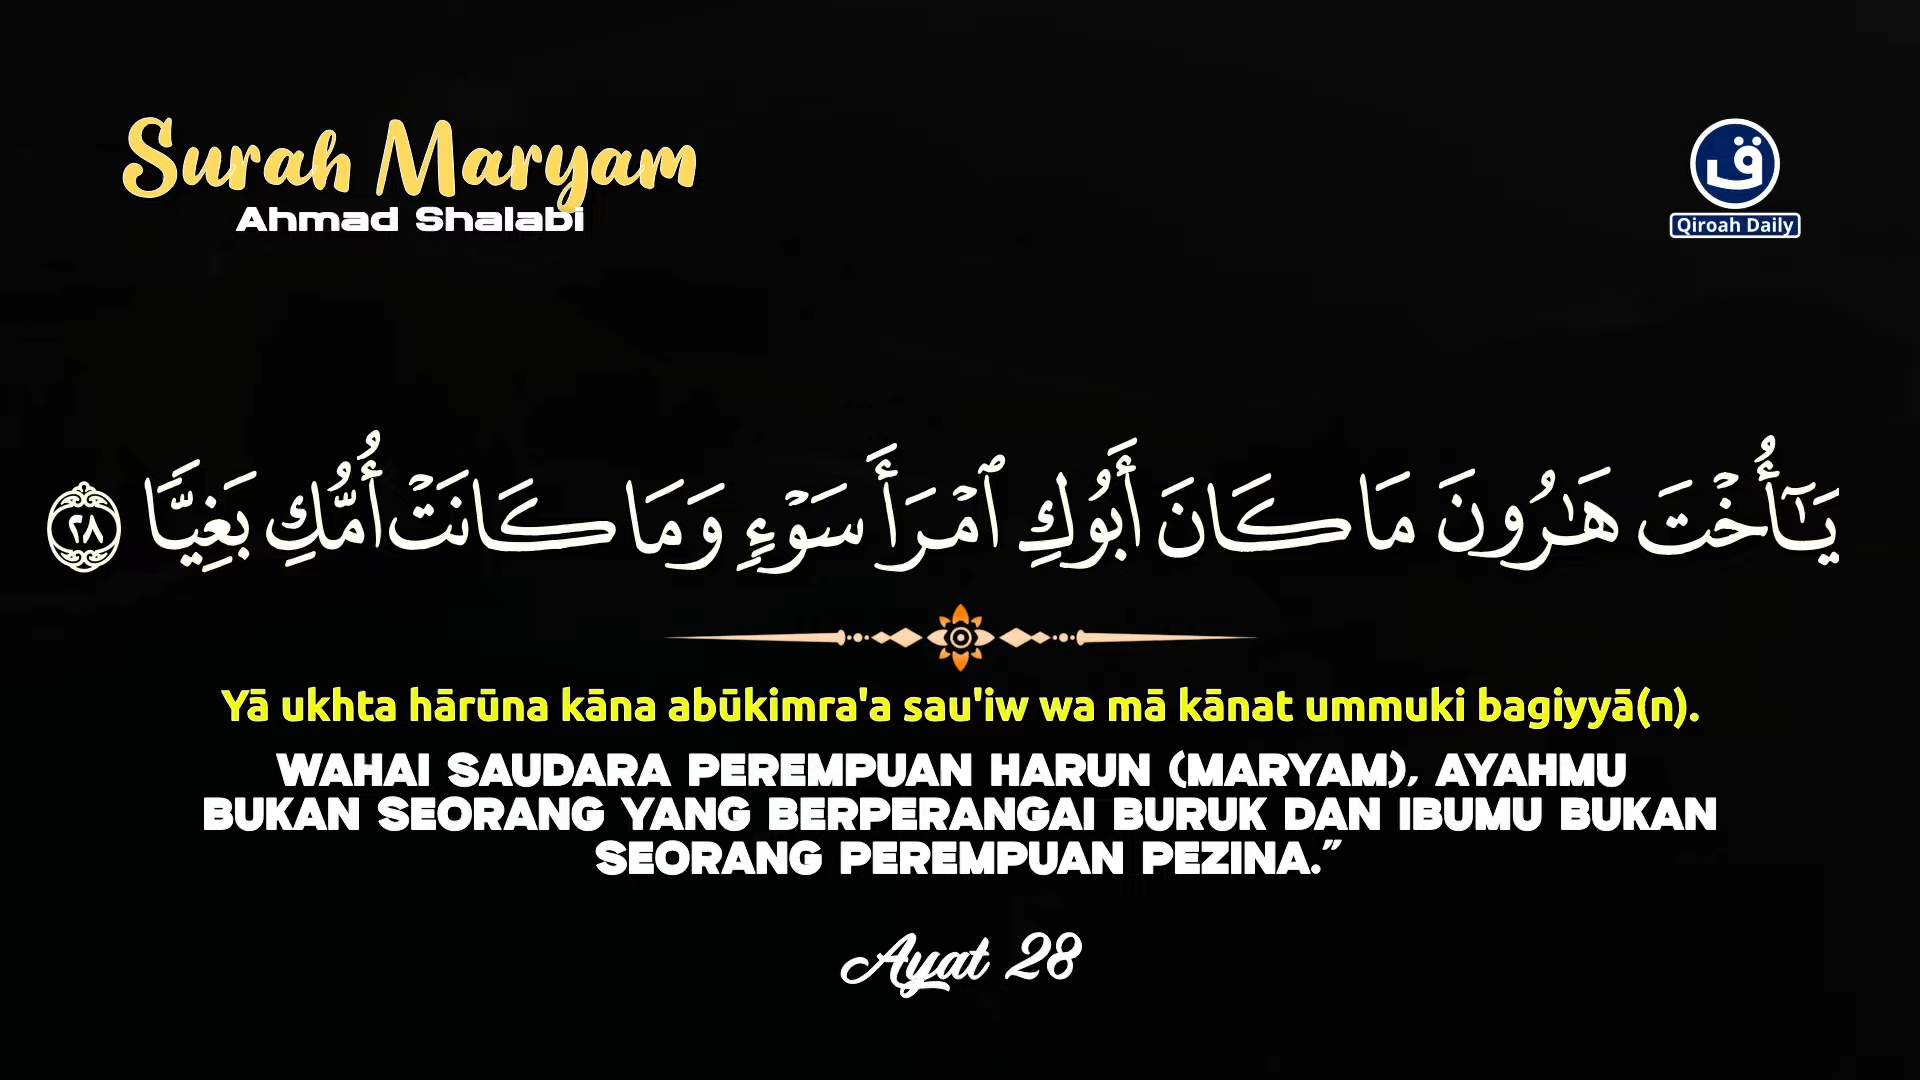 Surah Maryam
Ahmad Shalabi
ق
Qiroah Daily
يَـٰٓأُخْتَ هَـٰرُونَ مَا كَانَ أَبُوكِ ٱمْرَأَ سَوْءٍ وَمَا كَانَتْ أُمُّكِ بَغِيًّا ٢٨
Yā ukhta hārūna kāna abūkimra'a sau'iw wa mā kānat ummuki bagiyyā(n).
WAHAI SAUDARA PEREMPUAN HARUN (MARYAM), AYAHMU
BUKAN SEORANG YANG BERPERANGAI BURUK DAN IBUMU BUKAN
SEORANG PEREMPUAN PEZINA.”
Ayat 28